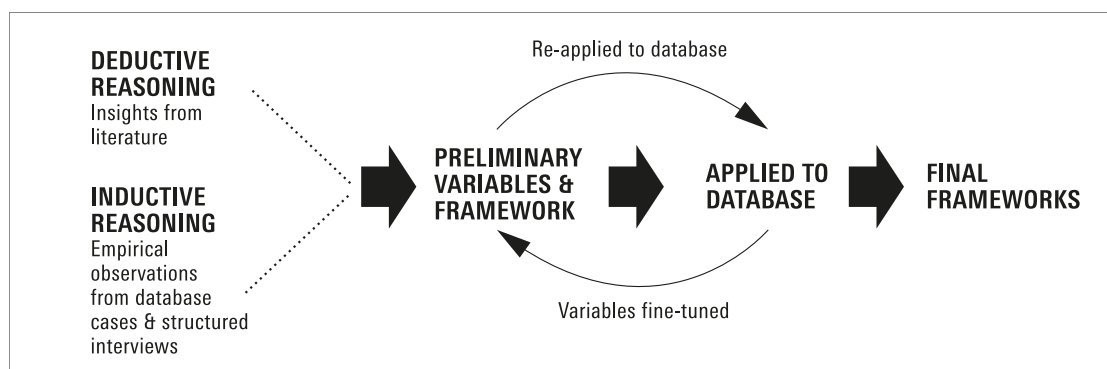 DEDUCTIVE
REASONING
Insights from
literature
INDUCTIVE
REASONING
Empirical
observations
from database
cases & structured
interviews
Re-applied to database
PRELIMINARY
VARIABLES &
FRAMEWORK
APPLIED TO
DATABASE
Variables fine-tuned
FINAL
FRAMEWORKS